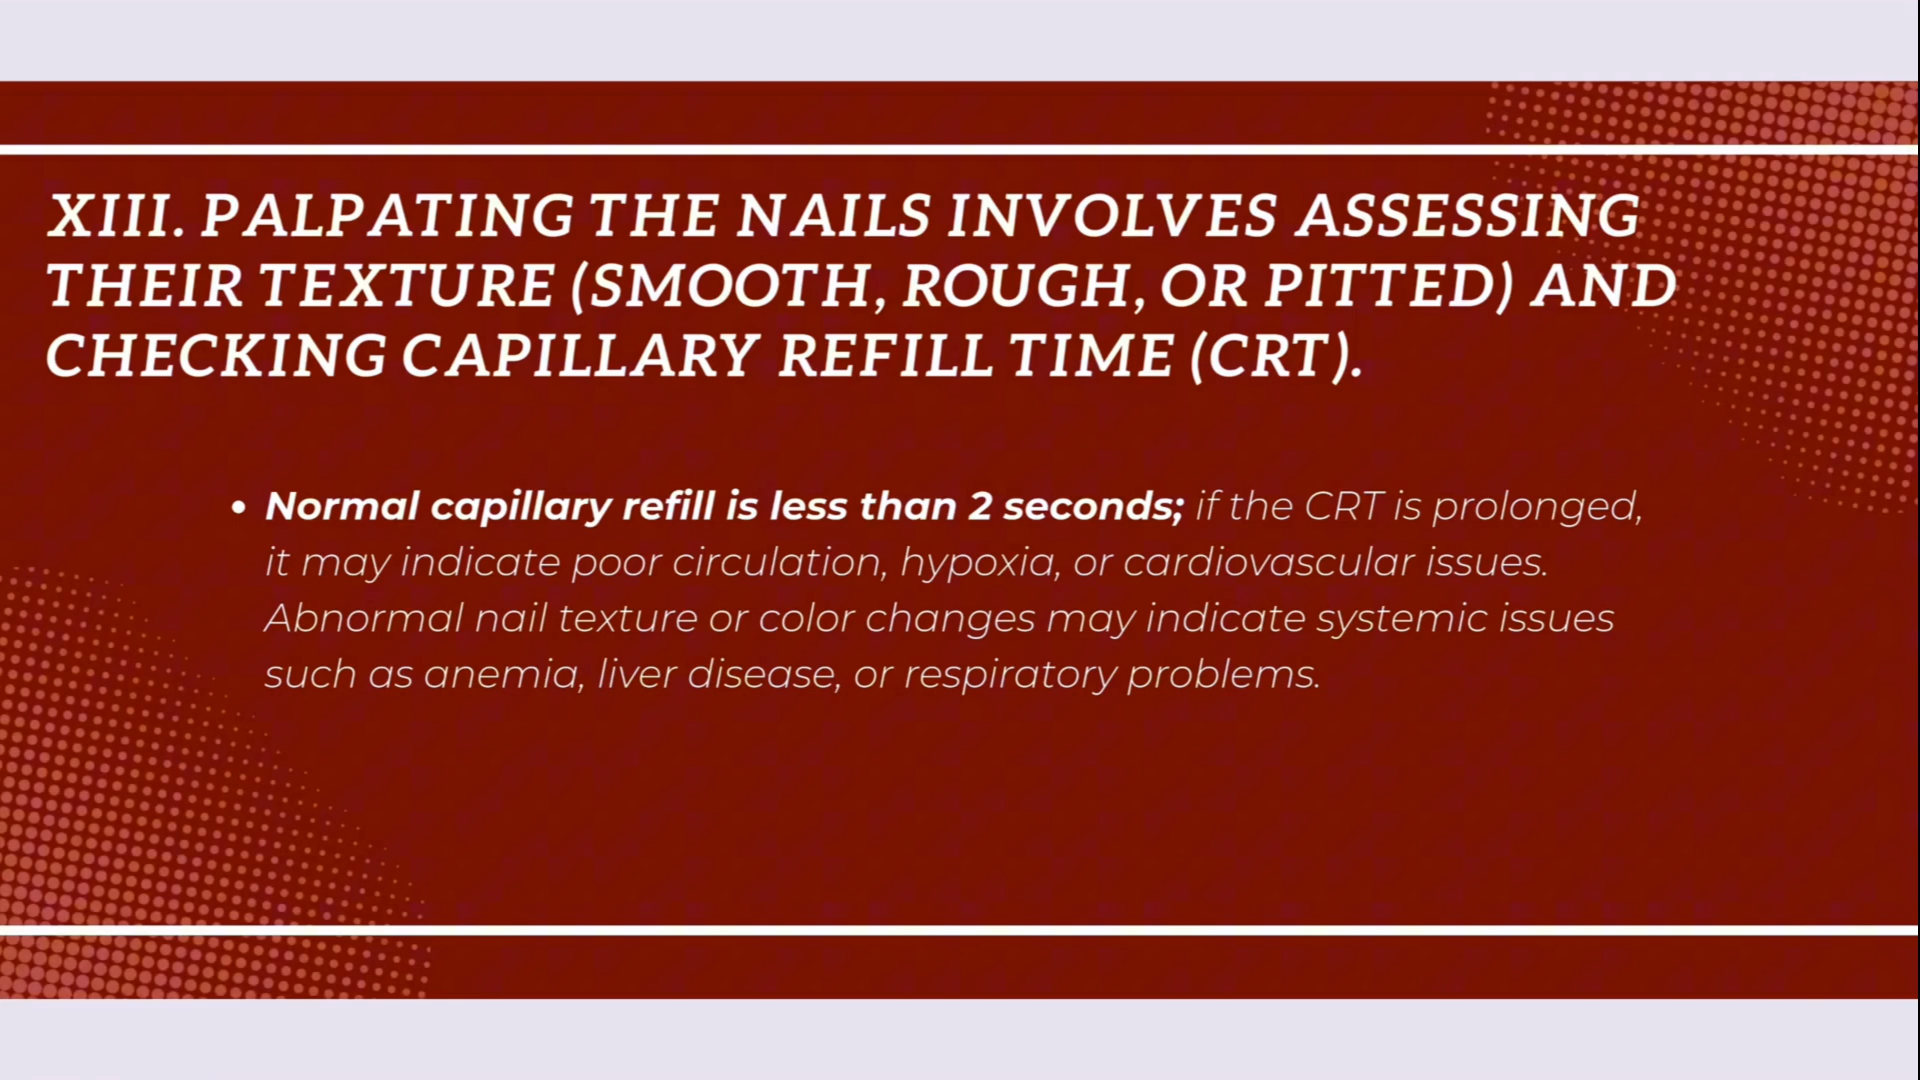 XIII. PALPATING THE NAILS INVOLVES ASSESSING
THEIR TEXTURE (SMOOTH, ROUGH, OR PITTED) AND
CHECKING CAPILLARY REFILL TIME (CRT).
• Normal capillary refill is less than 2 seconds; if the CRT is prolonged,
it may indicate poor circulation, hypoxia, or cardiovascular issues.
Abnormal nail texture or color changes may indicate systemic issues
such as anemia, liver disease, or respiratory problems.